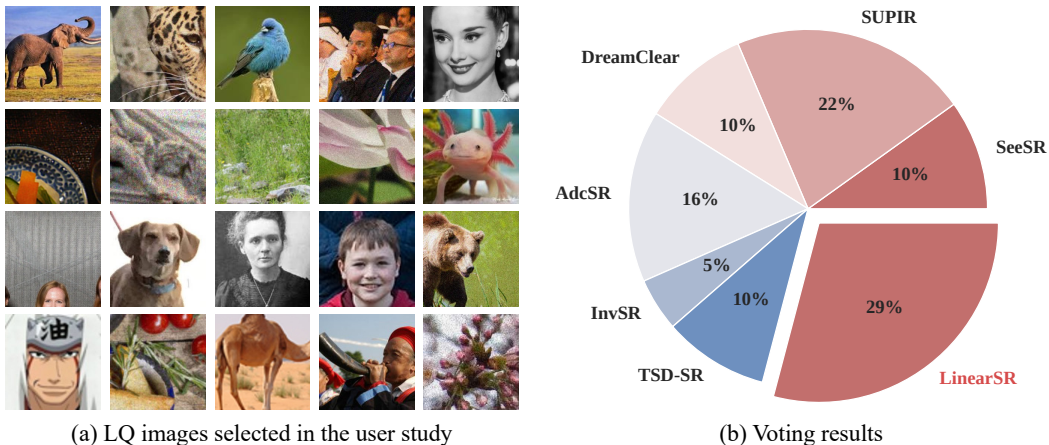 油
(a) LQ images selected in the user study
SUPIR
DreamClear
22%
10%
SeeSR
10%
AdcSR
16%
5%
10%
29%
InvSR
TSD-SR
LinearSR
(b) Voting results